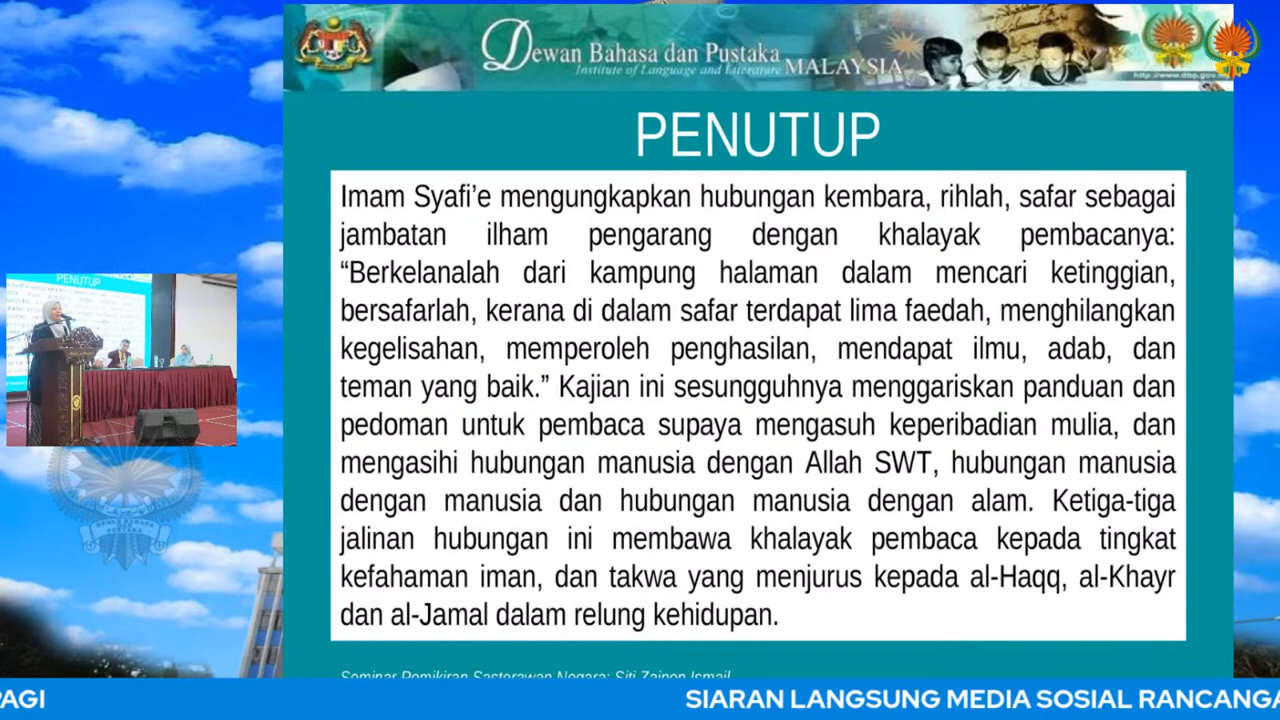 Dewan Bahasa dan Pustaka
Institute of Language and Literature MALAYSIA
http://www.dbp.gov.my
PENUTUP
Imam Syafi’e mengungkapkan hubungan kembara, rihlah, safar sebagai
jambatan ilham pengarang dengan khalayak pembacanya:
“Berkelanalah dari kampung halaman dalam mencari ketinggian,
bersafarlah, kerana di dalam safar terdapat lima faedah, menghilangkan
kegelisahan, memperoleh penghasilan, mendapat ilmu, adab, dan
teman yang baik.” Kajian ini sesungguhnya menggariskan panduan dan
pedoman untuk pembaca supaya mengasuh keperibadian mulia, dan
mengasihi hubungan manusia dengan Allah SWT, hubungan manusia
dengan manusia dan hubungan manusia dengan alam. Ketiga-tiga
jalinan hubungan ini membawa khalayak pembaca kepada tingkat
kefahaman iman, dan takwa yang menjurus kepada al-Haqq, al-Khayr
dan al-Jamal dalam relung kehidupan.
Seminar Pemikiran Sasterawan Negara: Siti Zainon Ismail
PENUTUP
DEWAN BAHASA
PUSTAKA
PAGI
SIARAN LANGSUNG MEDIA SOSIAL RANCANGA